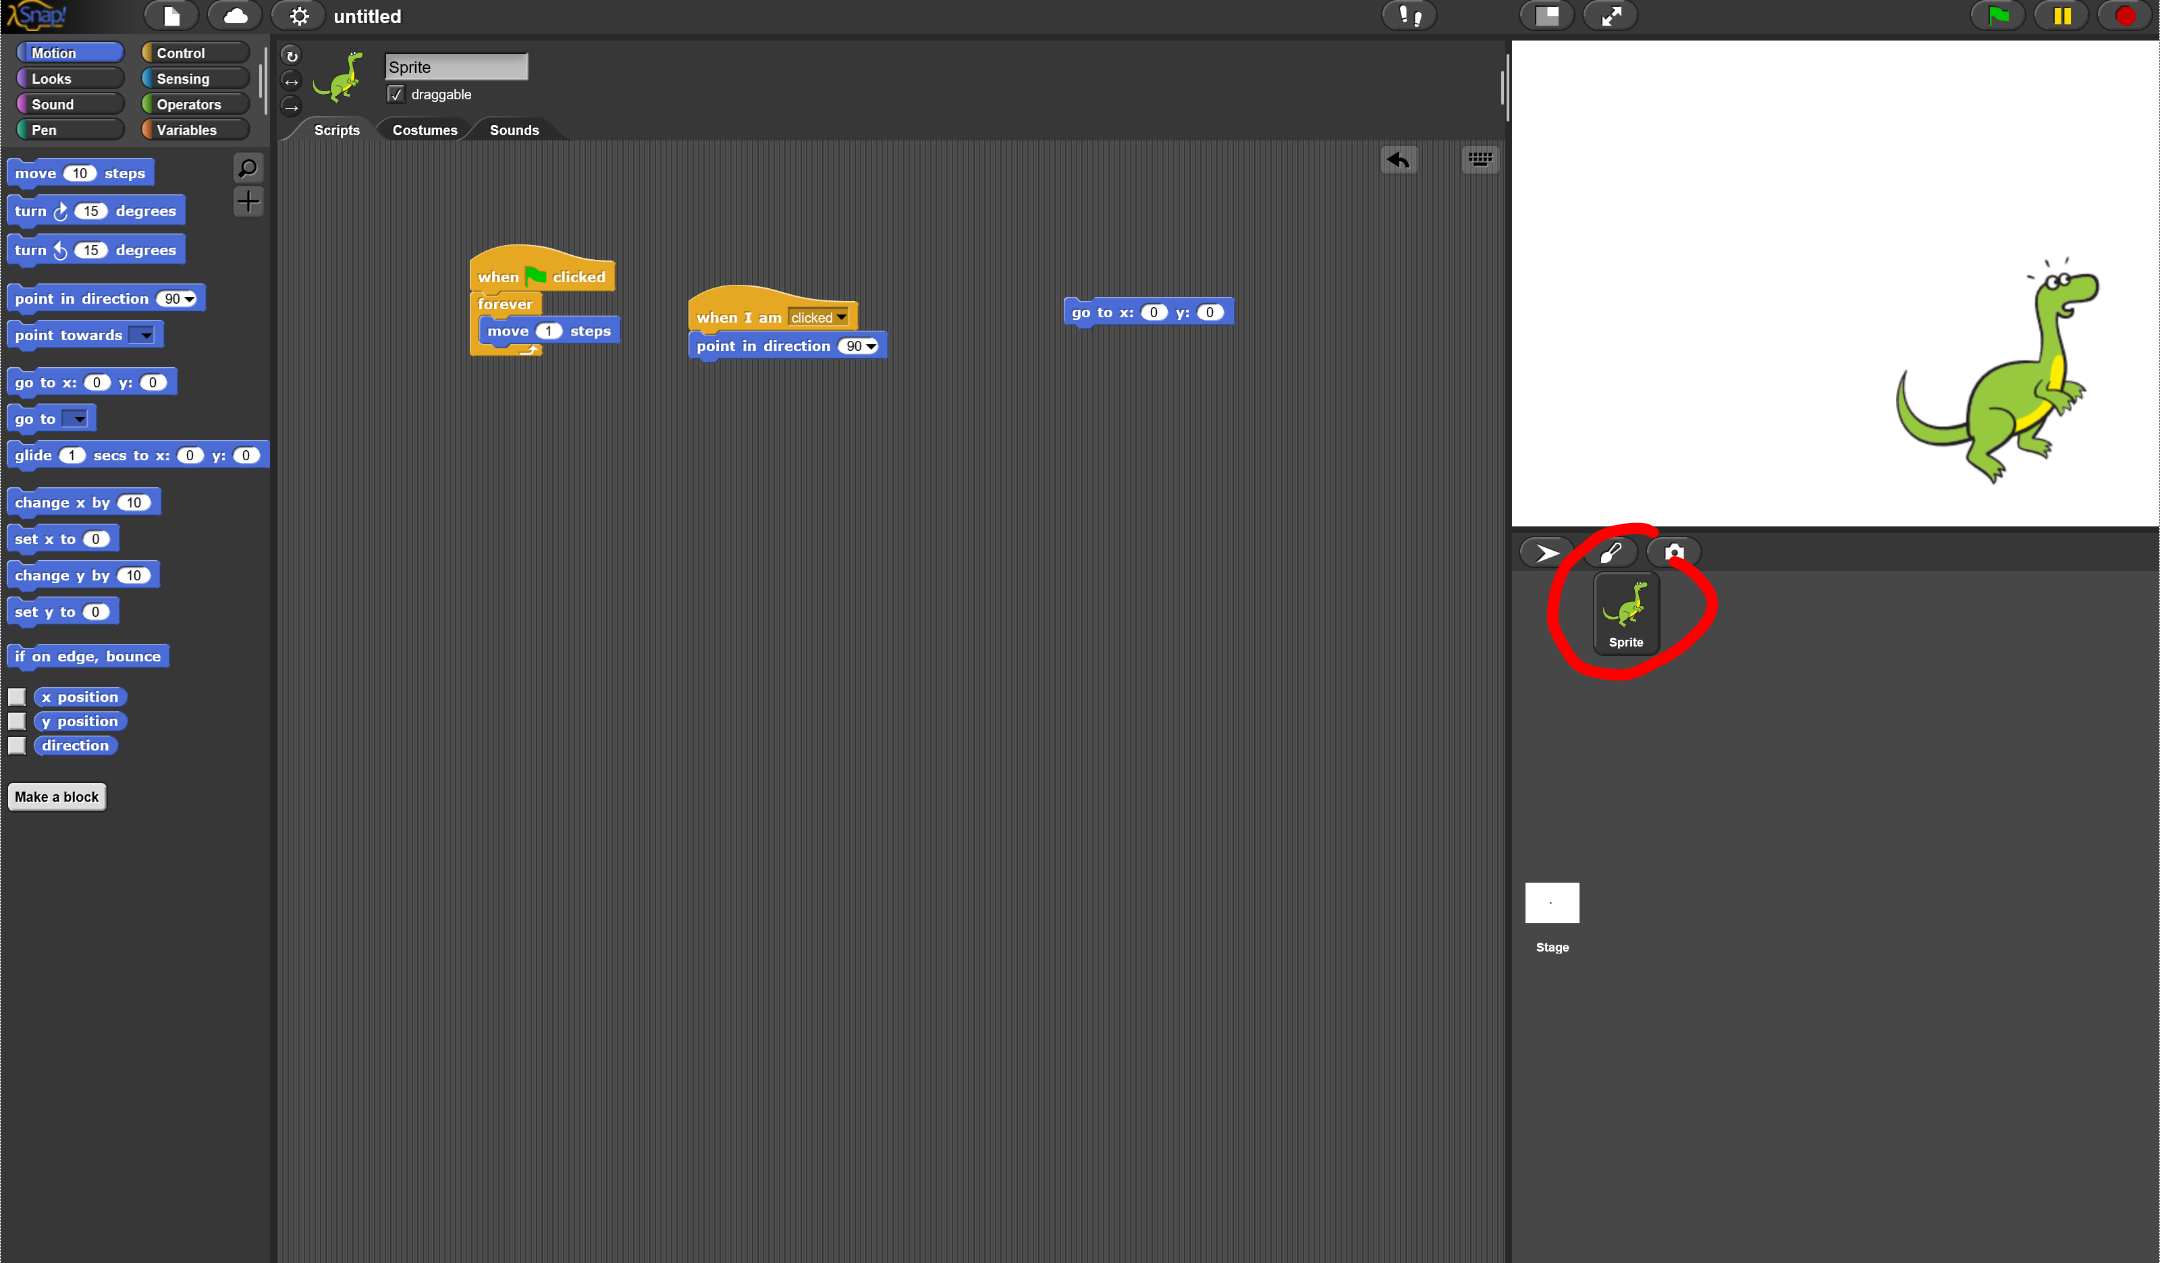 Snap!
untitled
Motion
Control
Looks
Sensing
Sound
Operators
Pen
Variables
move 10 steps
turn 15 degrees
turn 15 degrees
point in direction 90
point towards
go to x: 0 y: 0
go to
glide 1 secs to x: 0 y: 0
change x by 10
set x to 0
change y by 10
set y to 0
if on edge, bounce
x position
y position
direction
Make a block
Sprite
draggable
Scripts
Costumes
Sounds
when clicked
forever
move 1 steps
when I am clicked
point in direction 90
go to x: 0 y: 0
Sprite
Stage